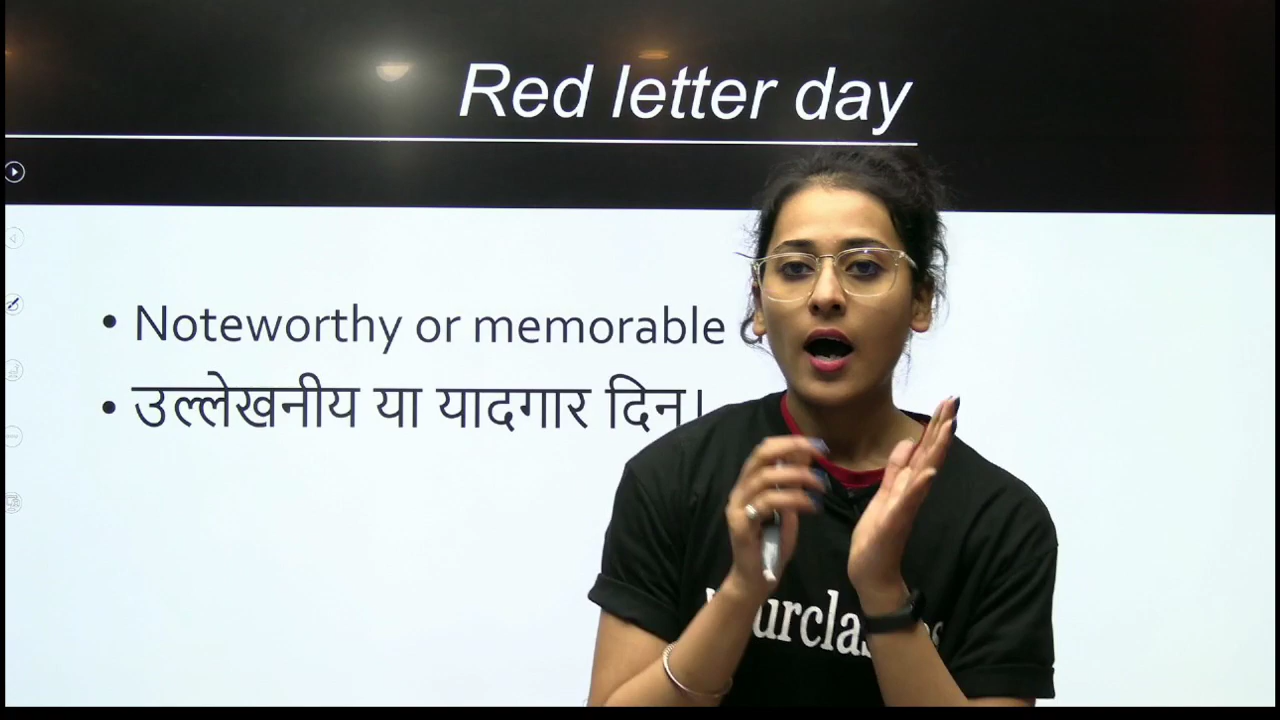 Red letter day
• Noteworthy or memorable
• उल्लेखनीय या यादगार दिन।